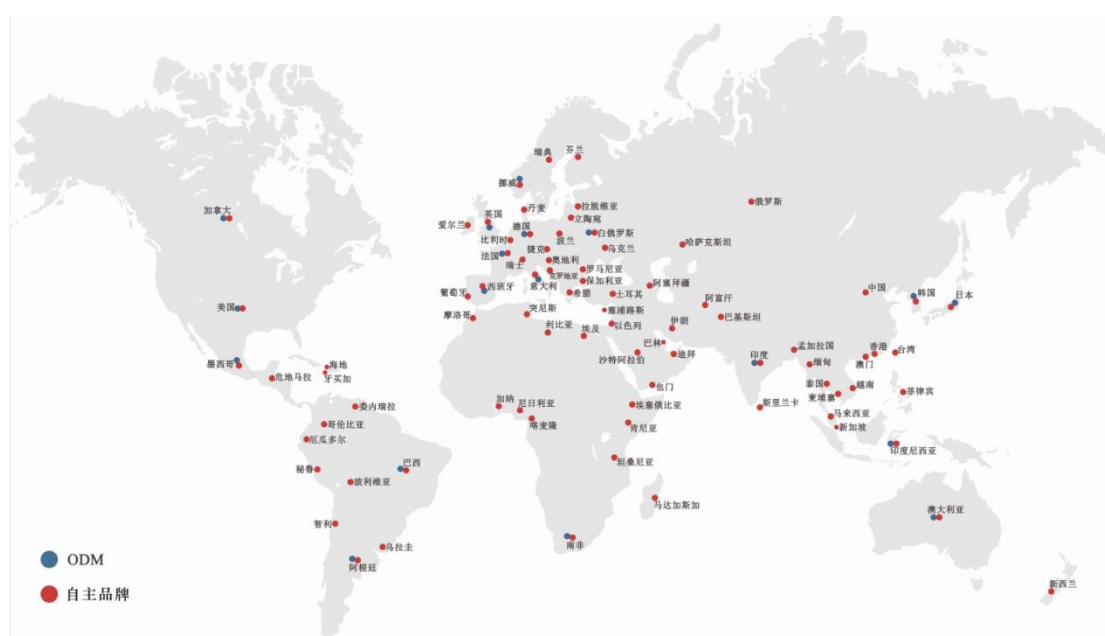 瑞典
芬兰
挪威
俄罗斯
加拿大
丹麦
拉脱维亚
英国
立陶宛
爱尔兰
德国
白俄罗斯
比利时
波兰
乌克兰
哈萨克斯坦
捷克
法国
奥地利
瑞士
克罗地亚
罗马尼亚
保加利亚
阿塞拜疆
西班牙
意大利
葡萄牙
希腊
土耳其
中国
韩国
日本
阿富汗
美国
突尼斯
塞浦路斯
摩洛哥
利比亚
埃及
以色列
伊朗
巴基斯坦
巴林
孟加拉国
香港
台湾
沙特阿拉伯
迪拜
印度
缅甸
澳门
墨西哥
海地
危地马拉
牙买加
也门
泰国
越南
柬埔寨
菲律宾
委内瑞拉
加纳
尼日利亚
埃塞俄比亚
斯里兰卡
马来西亚
哥伦比亚
喀麦隆
肯尼亚
新加坡
厄瓜多尔
印度尼西亚
秘鲁
巴西
坦桑尼亚
玻利维亚
马达加斯加
澳大利亚
智利
南非
乌拉圭
阿根廷
ODM
自主品牌
新西兰